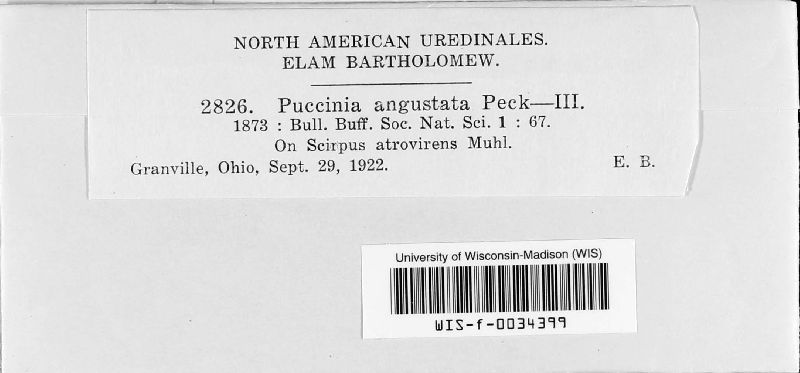 NORTH AMERICAN UREDINALES.
ELAM BARTHOLOMEW.
2826. Puccinia angustata Peck—III.
1873 : Bull. Buff. Soc. Nat. Sci. 1 : 67.
On Scirpus atrovirens Muhl.
Granville, Ohio, Sept. 29, 1922. E. B.
University of Wisconsin-Madison (WIS)
WIS-f-0034399